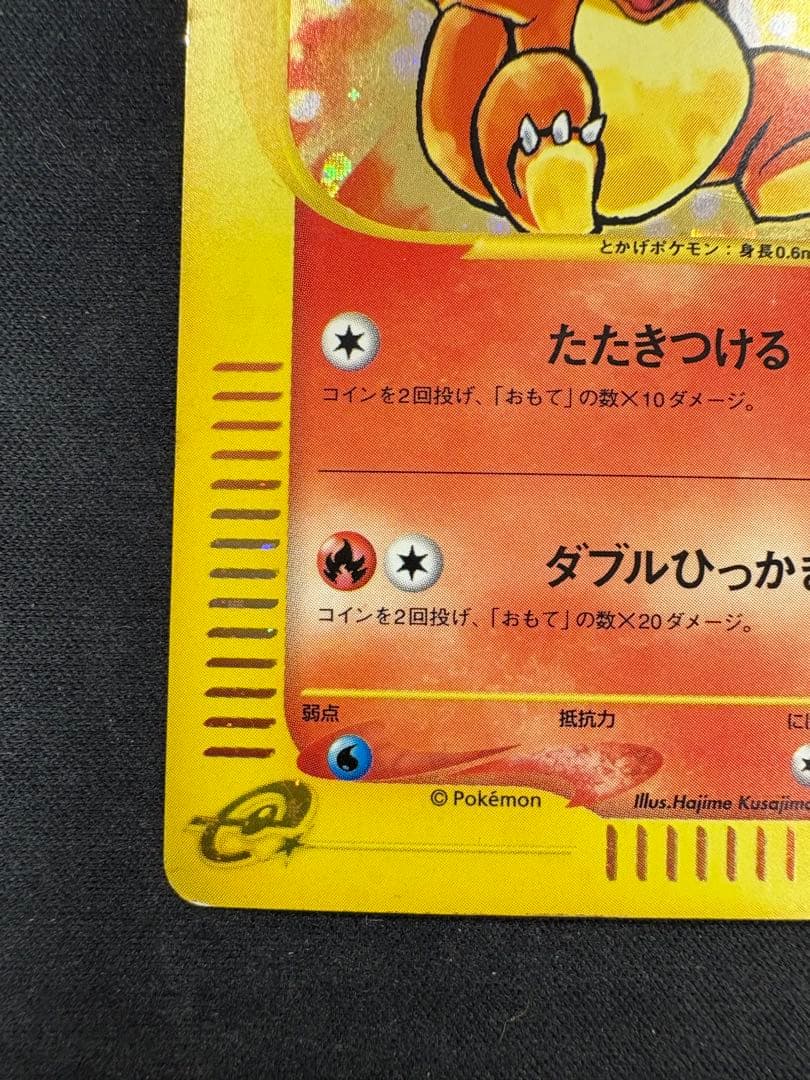 とかげポケモン：身長0.6m
たたきつける
コインを2回投げ、「おもて」の数×10ダメージ。
ダブルひっかき
コインを2回投げ、「おもて」の数×20ダメージ。
弱点 抵抗力 に
© Pokémon Illus.Hajime Kusajima
e